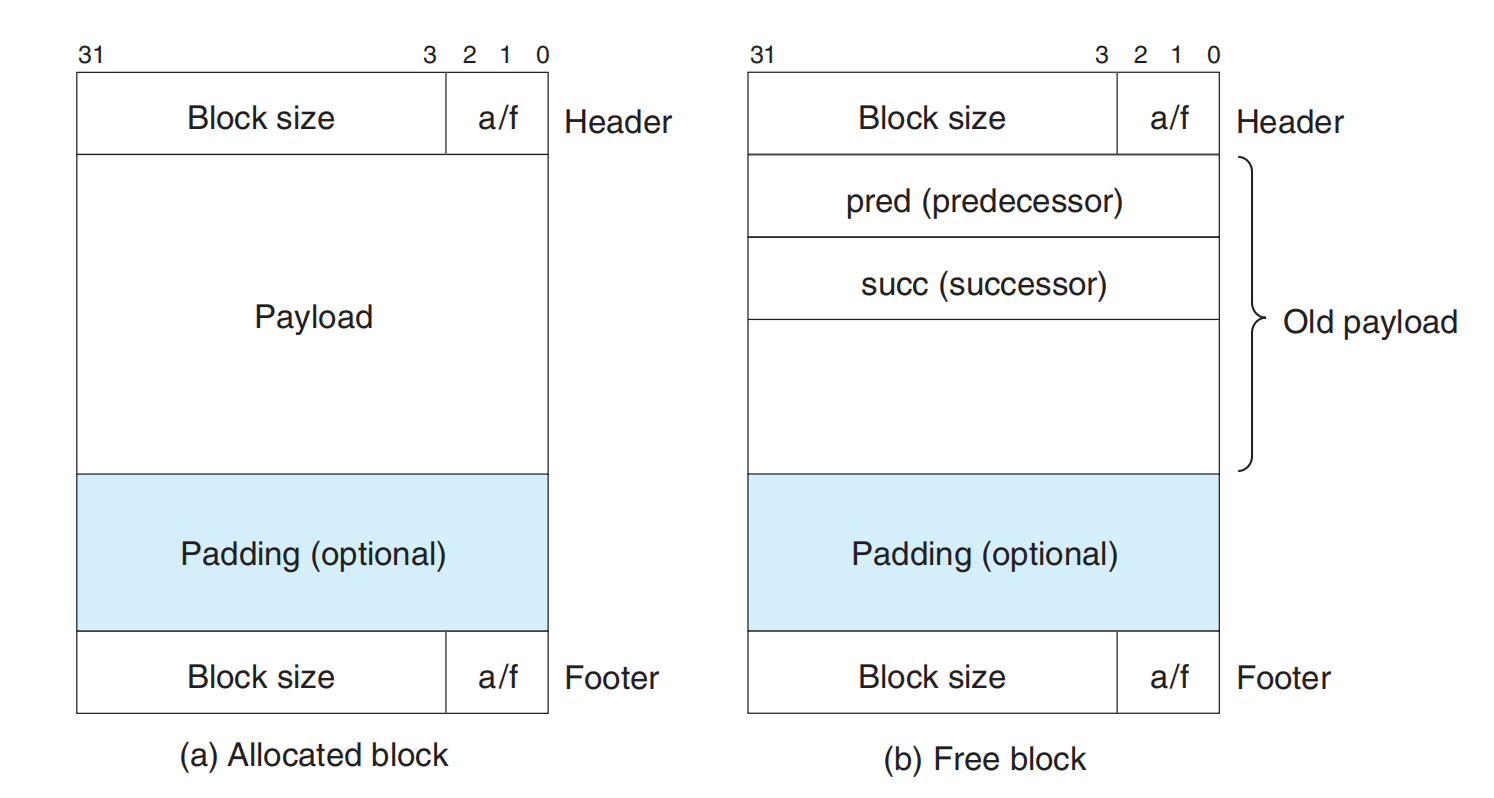 31 3 2 1 0
Block size a/f Header
Payload
Padding (optional)
Block size a/f Footer
(a) Allocated block
31 3 2 1 0
Block size a/f Header
pred (predecessor)
succ (successor)
Old payload
Padding (optional)
Block size a/f Footer
(b) Free block